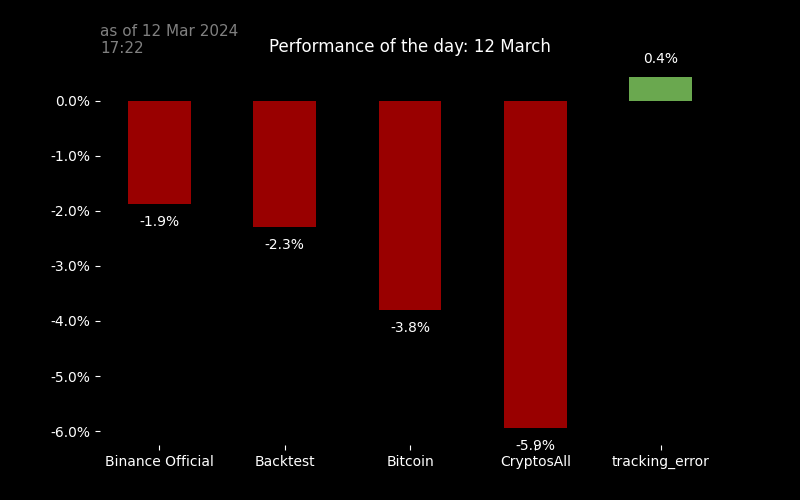 as of 12 Mar 2024
17:22
Performance of the day: 12 March
0.4%
0.0%
-1.0%
-2.0%
-3.0%
-4.0%
-5.0%
-6.0%
-1.9%
-2.3%
-3.8%
-5.9%
Binance Official
Backtest
Bitcoin
CryptosAll
tracking_error